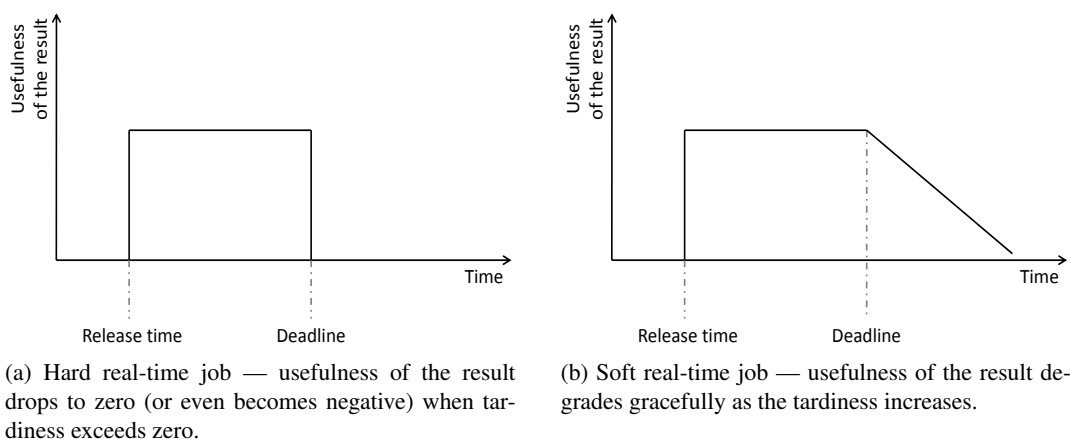 Usefulness
of the result
Time
Release time
Deadline
(a) Hard real-time job — usefulness of the result
drops to zero (or even becomes negative) when tar-
diness exceeds zero.
Usefulness
of the result
Time
Release time
Deadline
(b) Soft real-time job — usefulness of the result de-
grades gracefully as the tardiness increases.